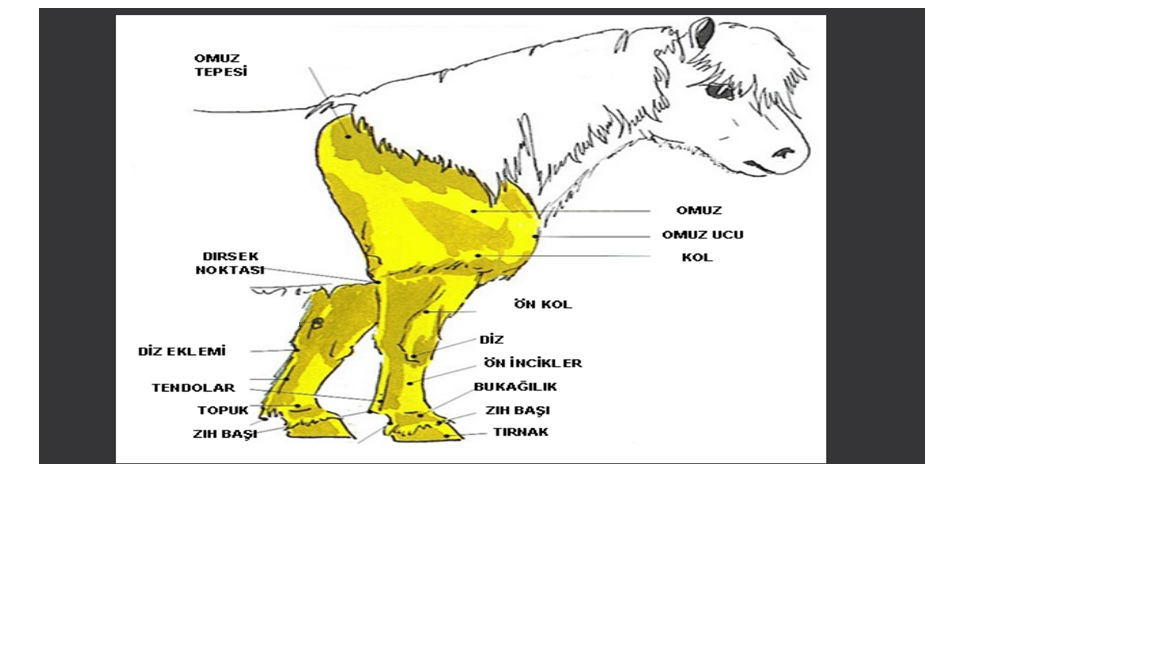 OMUZ
TEPESİ
OMUZ
OMUZ UCU
KOL
DIRSEK
NOKTASI
ÖN KOL
DİZ
DİZ EKLEMİ
ÖN İNCİKLER
TENDOLAR
BUKAĞILIK
TOPUK
ZIH BAŞI
ZIH BAŞI
TIRNAK